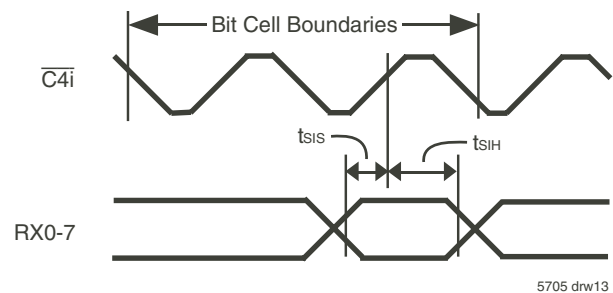 Bit Cell Boundaries
C4i
tSIS
tSIH
RX0-7
5705 drw13